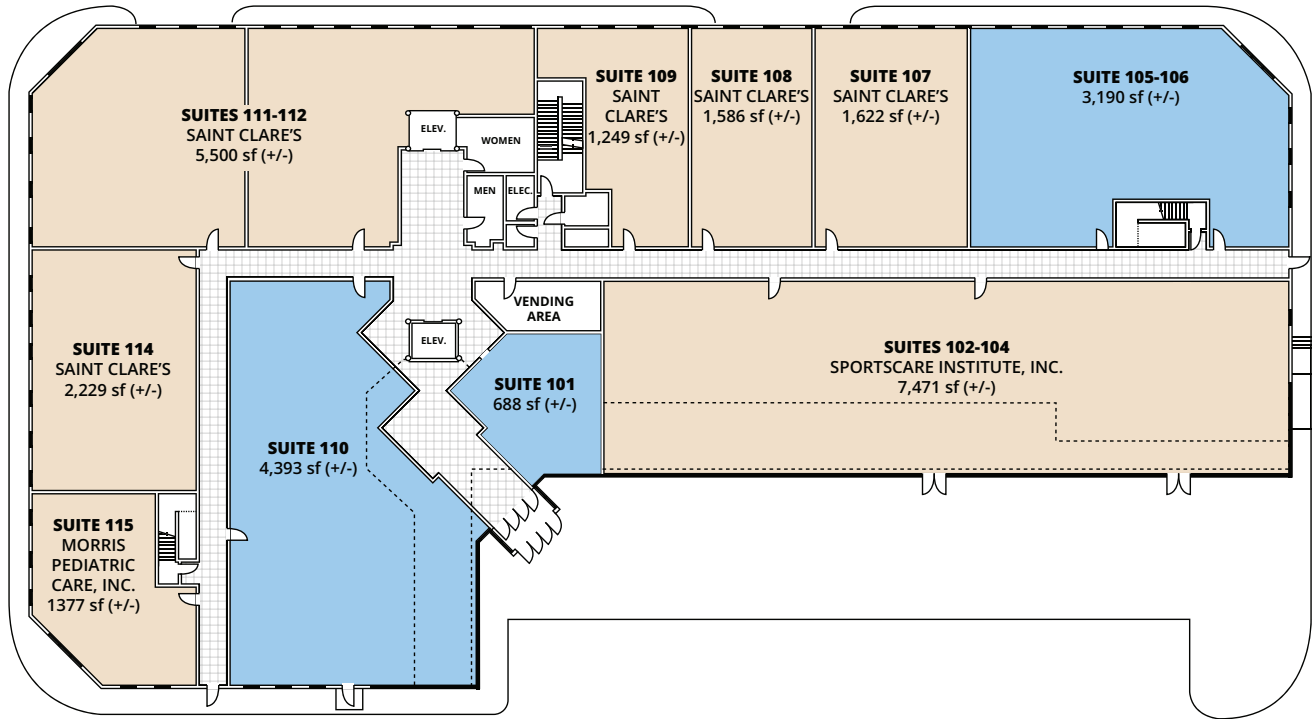 SUITES 111-112
SAINT CLARE'S
5,500 sf (+/-)
ELEV.
WOMEN
MEN
ELEC.
SUITE 109
SAINT
CLARE'S
1,249 sf (+/-)
SUITE 108
SAINT CLARE'S
1,586 sf (+/-)
SUITE 107
SAINT CLARE'S
1,622 sf (+/-)
SUITE 105-106
3,190 sf (+/-)
SUITE 114
SAINT CLARE'S
2,229 sf (+/-)
SUITE 110
4,393 sf (+/-)
ELEV.
VENDING
AREA
SUITE 101
688 sf (+/-)
SUITES 102-104
SPORTSCARE INSTITUTE, INC.
7,471 sf (+/-)
SUITE 115
MORRIS
PEDIATRIC
CARE, INC.
1377 sf (+/-)